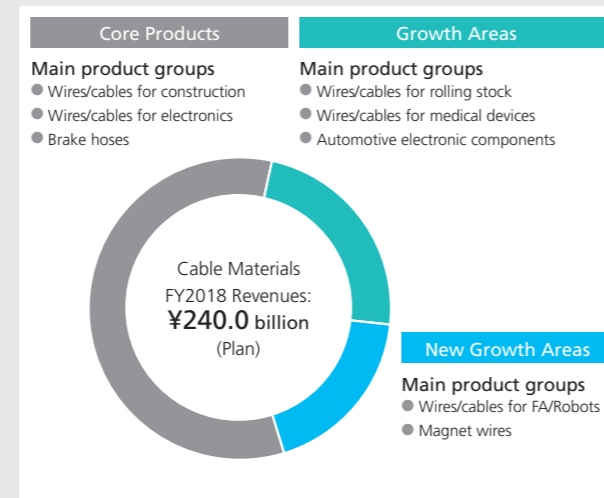 Core Products
Main product groups
● Wires/cables for construction
● Wires/cables for electronics
● Brake hoses
Growth Areas
Main product groups
● Wires/cables for rolling stock
● Wires/cables for medical devices
● Automotive electronic components
Cable Materials
FY2018 Revenues:
¥240.0 billion
(Plan)
New Growth Areas
Main product groups
● Wires/cables for FA/Robots
● Magnet wires